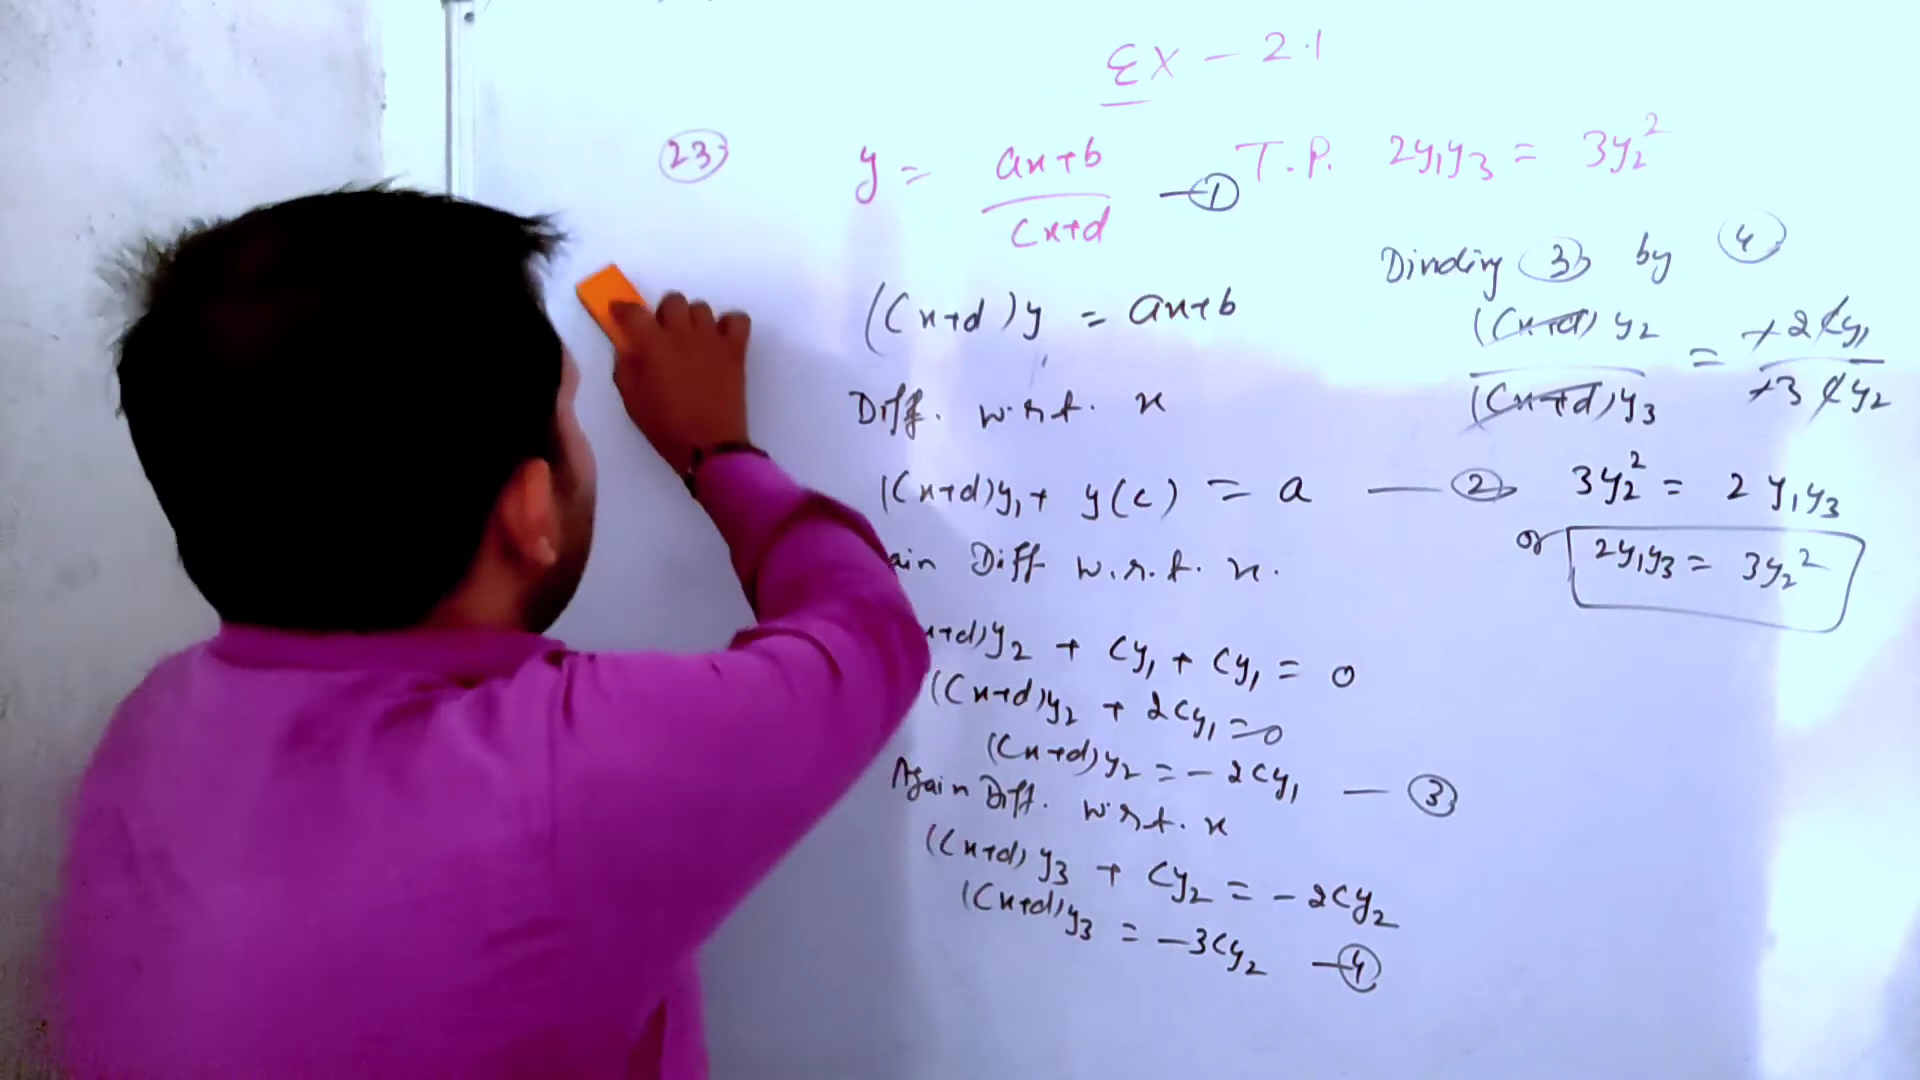 Ex - 2.1
23 y = (ax+b)/(cx+d) — ① T.P. 2y₁y₃ = 3y₂²
(cx+d)y = ax+b
Diff. w.r.t. x
(cx+d)y₁ + y(c) = a — ②
ain Diff w.r.t. x.
x+d)y₂ + cy₁ + cy₁ = 0
(cx+d)y₂ + 2cy₁ = 0
(cx+d)y₂ = - 2cy₁ — ③
Again Diff. w.r.t. x
(cx+d)y₃ + cy₂ = - 2cy₂
(cx+d)y₃ = -3cy₂ — ④
Dividing ③ by ④
(cx+d)y₂/(cx+d)y₃ = +2cy₁/+3cy₂
3y₂² = 2y₁y₃
or 2y₁y₃ = 3y₂²